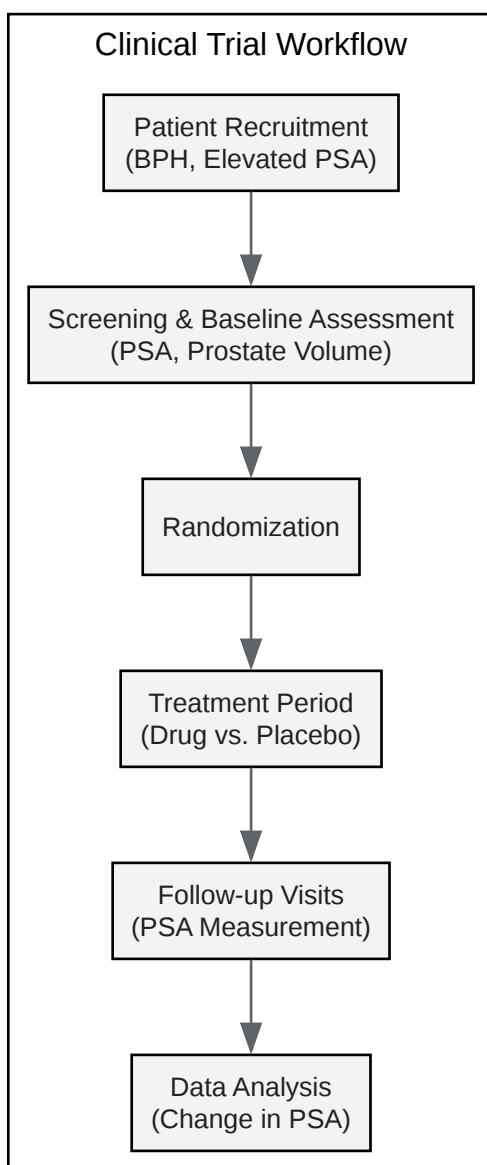 Clinical Trial Workflow
Patient Recruitment
(BPH, Elevated PSA)
Screening & Baseline Assessment
(PSA, Prostate Volume)
Randomization
Treatment Period
(Drug vs. Placebo)
Follow-up Visits
(PSA Measurement)
Data Analysis
(Change in PSA)